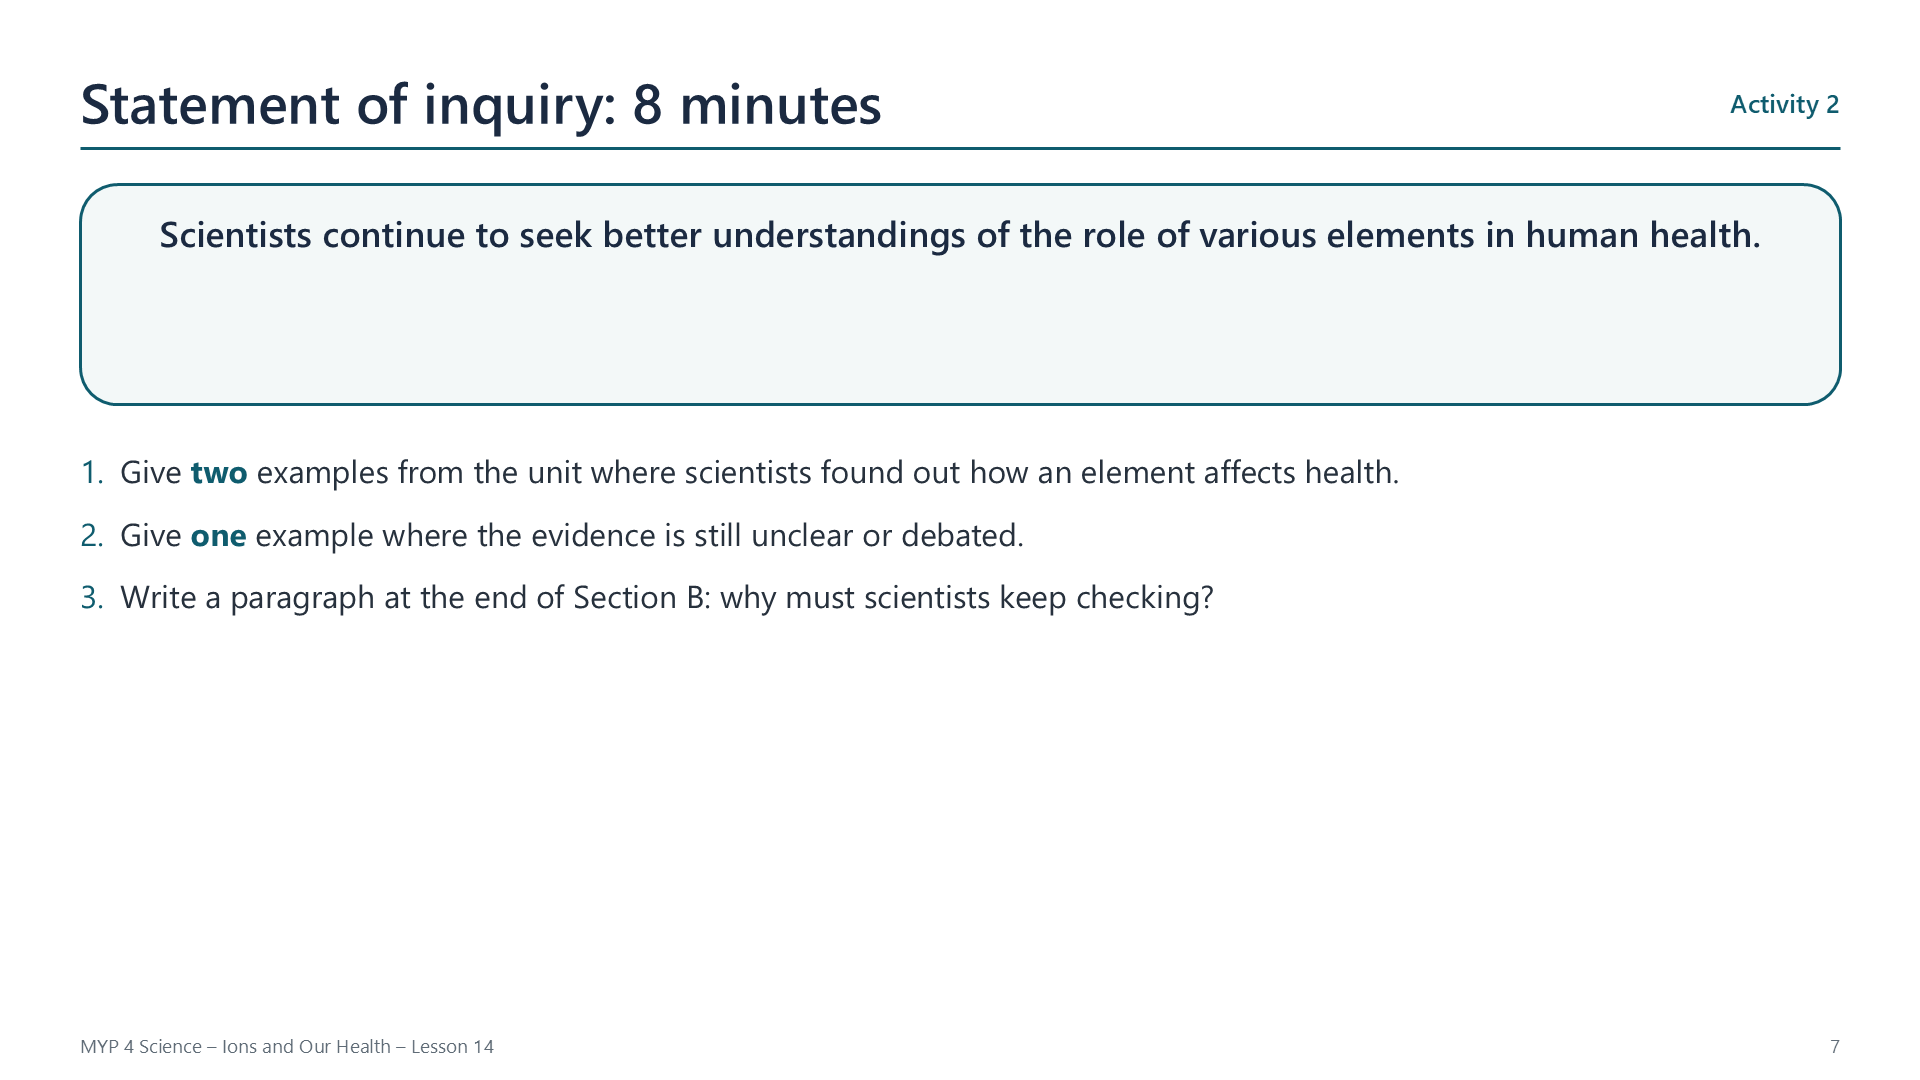 Statement of inquiry: 8 minutes
Activity 2
Scientists continue to seek better understandings of the role of various elements in human health.
1. Give two examples from the unit where scientists found out how an element affects health.
2. Give one example where the evidence is still unclear or debated.
3. Write a paragraph at the end of Section B: why must scientists keep checking?
MYP 4 Science – Ions and Our Health – Lesson 14
7